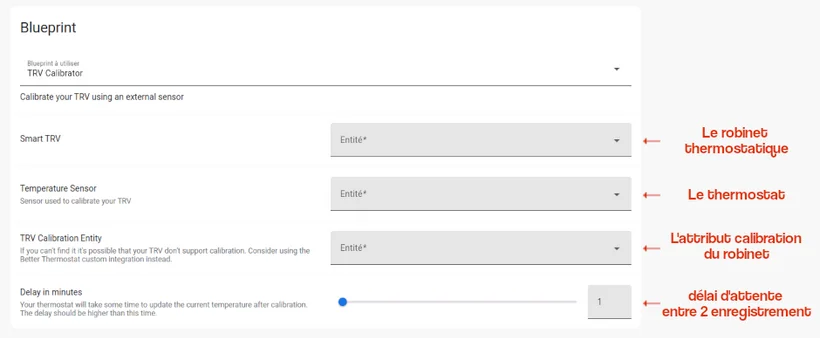 Blueprint
Blueprint à utiliser
TRV Calibrator
Calibrate your TRV using an external sensor
Smart TRV
Entité*
Le robinet
thermostatique
Temperature Sensor
Sensor used to calibrate your TRV
Entité*
Le thermostat
TRV Calibration Entity
If you can't find it it's possible that your TRV don't support calibration. Consider using the
Better Thermostat custom integration instead.
Entité*
L'attribut calibration
du robinet
Delay in minutes
Your thermostat will take some time to update the current temperature after calibration.
The delay should be higher than this time.
1
délai d'attente
entre 2 enregistrement